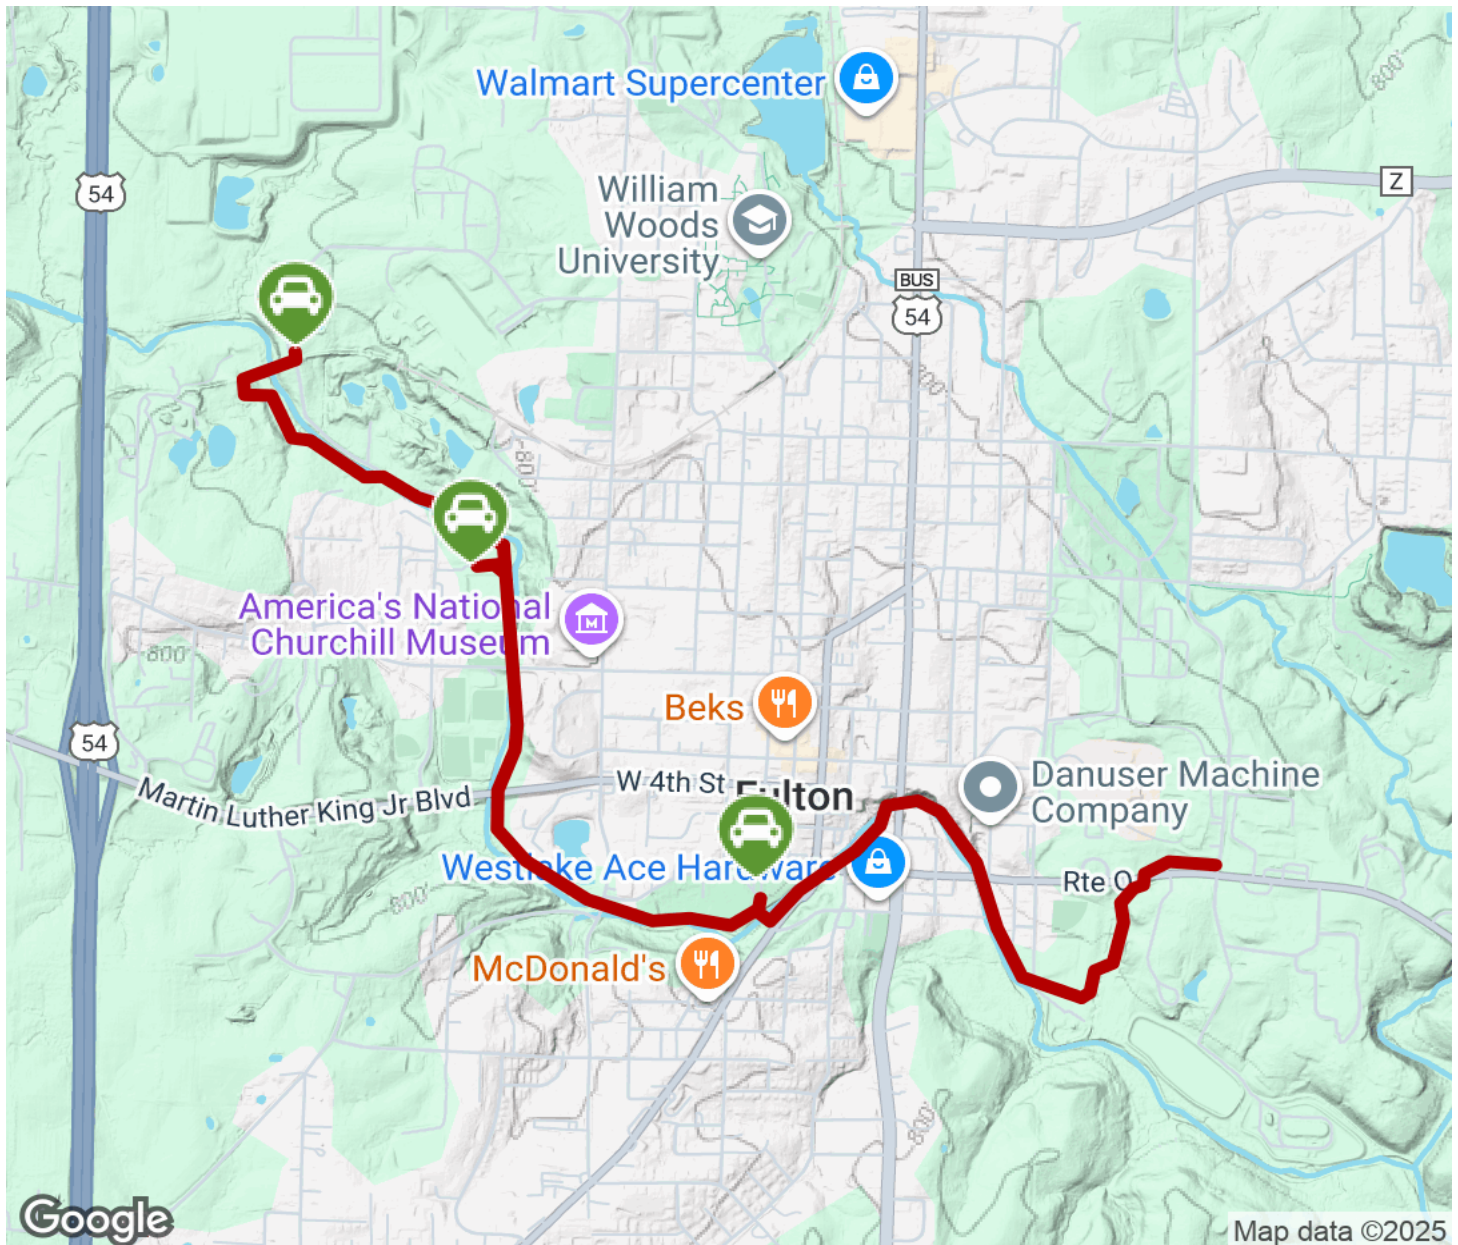 Walmart Supercenter
800'
54
Z
William
Woods
University
BUS
54
800
800
America's National
Churchill Museum
800
Beks
54
W 4th St
Fulton
Danuser Machine
Company
Martin Luther King Jr Blvd
Westlake Ace Hardware
Rte O
800
McDonald's
800
Google
Map data ©2025